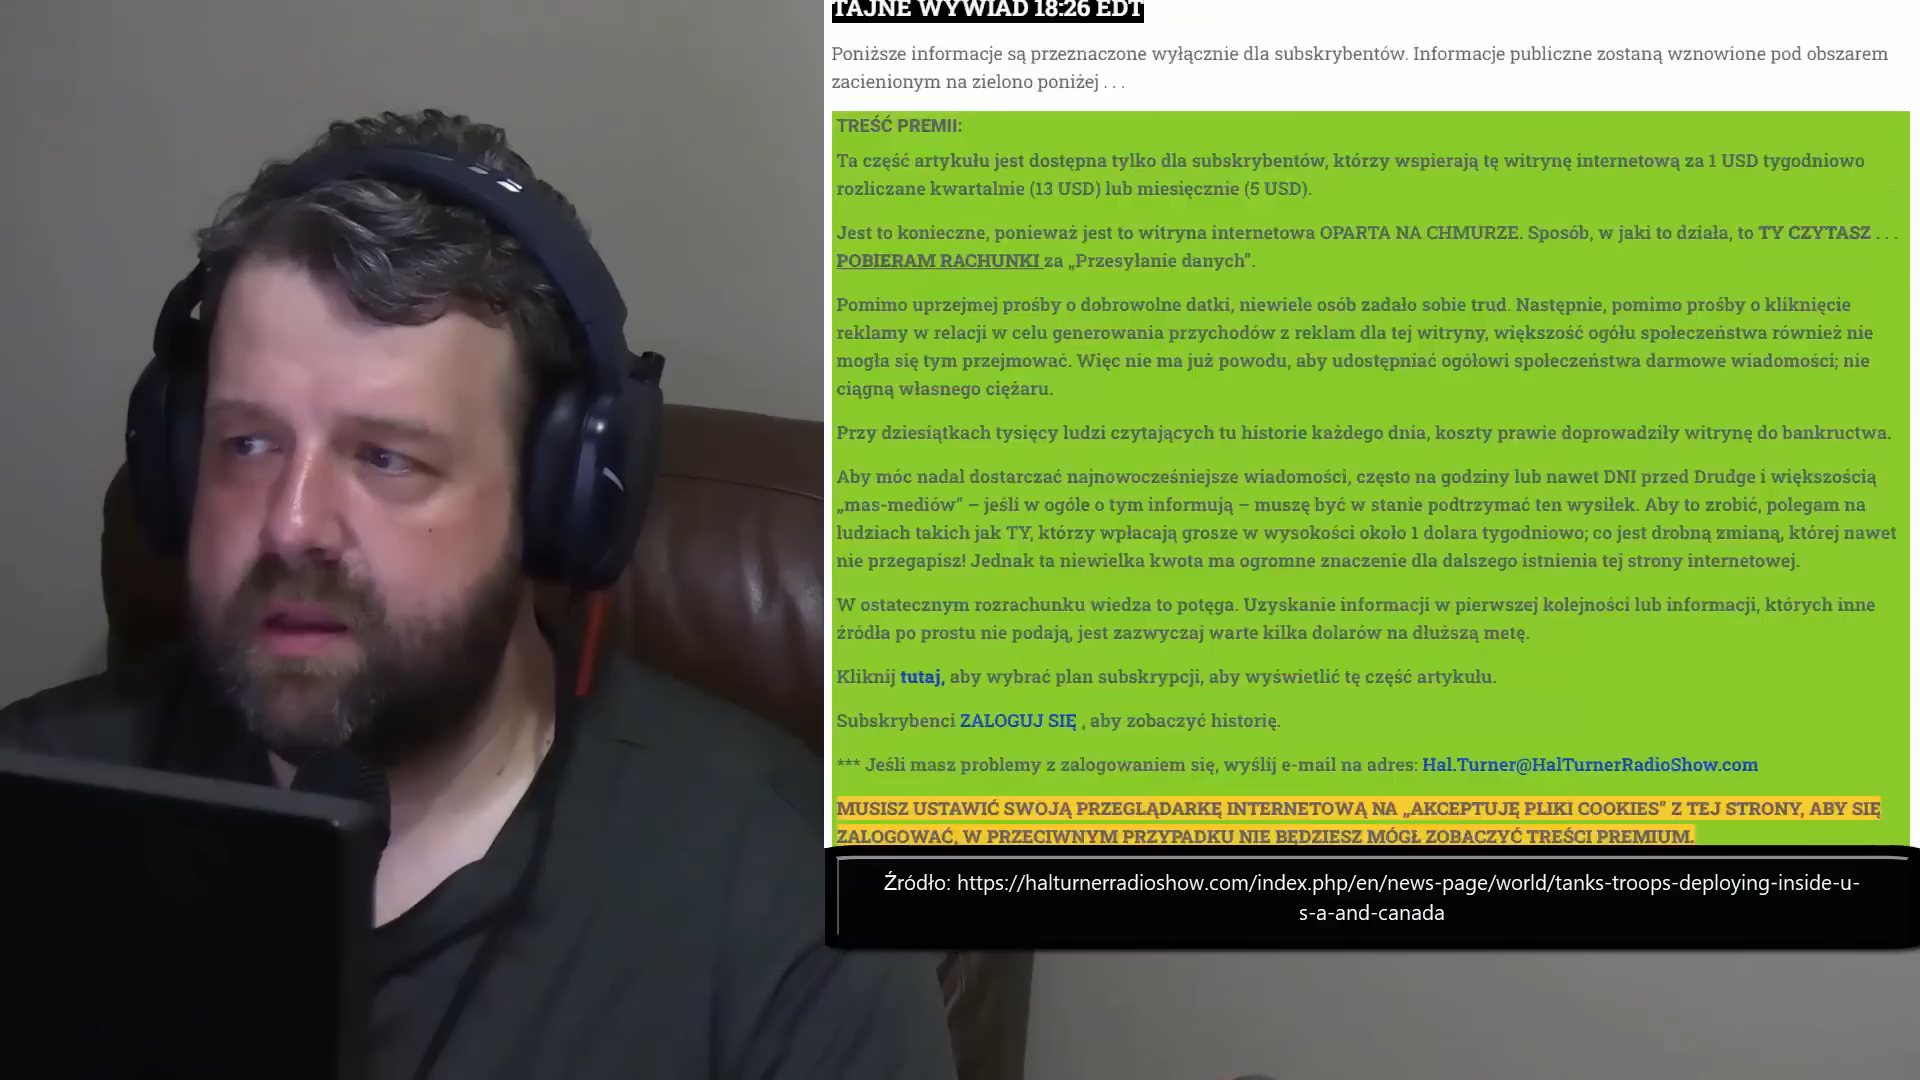 TAJNE WYWIAD 18:26 EDT
Poniższe informacje są przeznaczone wyłącznie dla subskrybentów. Informacje publiczne zostaną wznowione pod obszarem
zacienionym na zielono poniżej . . .
TREŚĆ PREMII:
Ta część artykułu jest dostępna tylko dla subskrybentów, którzy wspierają tę witrynę internetową za 1 USD tygodniowo
rozliczane kwartalnie (13 USD) lub miesięcznie (5 USD).
Jest to konieczne, ponieważ jest to witryna internetowa OPARTA NA CHMURZE. Sposób, w jaki to działa, to TY CZYTASZ . . .
POBIERAM RACHUNKI za „Przesyłanie danych”.
Pomimo uprzejmej prośby o dobrowolne datki, niewiele osób zadało sobie trud. Następnie, pomimo prośby o kliknięcie
reklamy w relacji w celu generowania przychodów z reklam dla tej witryny, większość ogółu społeczeństwa również nie
mogła się tym przejmować. Więc nie ma już powodu, aby udostępniać ogółowi społeczeństwa darmowe wiadomości; nie
ciągną własnego ciężaru.
Przy dziesiątkach tysięcy ludzi czytających tu historie każdego dnia, koszty prawie doprowadziły witrynę do bankructwa.
Aby móc nadal dostarczać najnowocześniejsze wiadomości, często na godziny lub nawet DNI przed Drudge i większością
„mas-mediów” – jeśli w ogóle o tym informują – muszę być w stanie podtrzymać ten wysiłek. Aby to zrobić, polegam na
ludziach takich jak TY, którzy wpłacają grosze w wysokości około 1 dolara tygodniowo; co jest drobną zmianą, której nawet
nie przegapisz! Jednak ta niewielka kwota ma ogromne znaczenie dla dalszego istnienia tej strony internetowej.
W ostatecznym rozrachunku wiedza to potęga. Uzyskanie informacji w pierwszej kolejności lub informacji, których inne
źródła po prostu nie podają, jest zazwyczaj warte kilka dolarów na dłuższą metę.
Kliknij tutaj, aby wybrać plan subskrypcji, aby wyświetlić tę część artykułu.
Subskrybenci ZALOGUJ SIĘ , aby zobaczyć historię.
*** Jeśli masz problemy z zalogowaniem się, wyślij e-mail na adres: Hal.Turner@HalTurnerRadioShow.com
MUSISZ USTAWIĆ SWOJĄ PRZEGLĄDARKĘ INTERNETOWĄ NA „AKCEPTUJĘ PLIKI COOKIES” Z TEJ STRONY, ABY SIĘ
ZALOGOWAĆ, W PRZECIWNYM PRZYPADKU NIE BĘDZIESZ MÓGŁ ZOBACZYĆ TREŚCI PREMIUM.
Źródło: https://halturnerradioshow.com/index.php/en/news-page/world/tanks-troops-deploying-inside-u-
s-a-and-canada